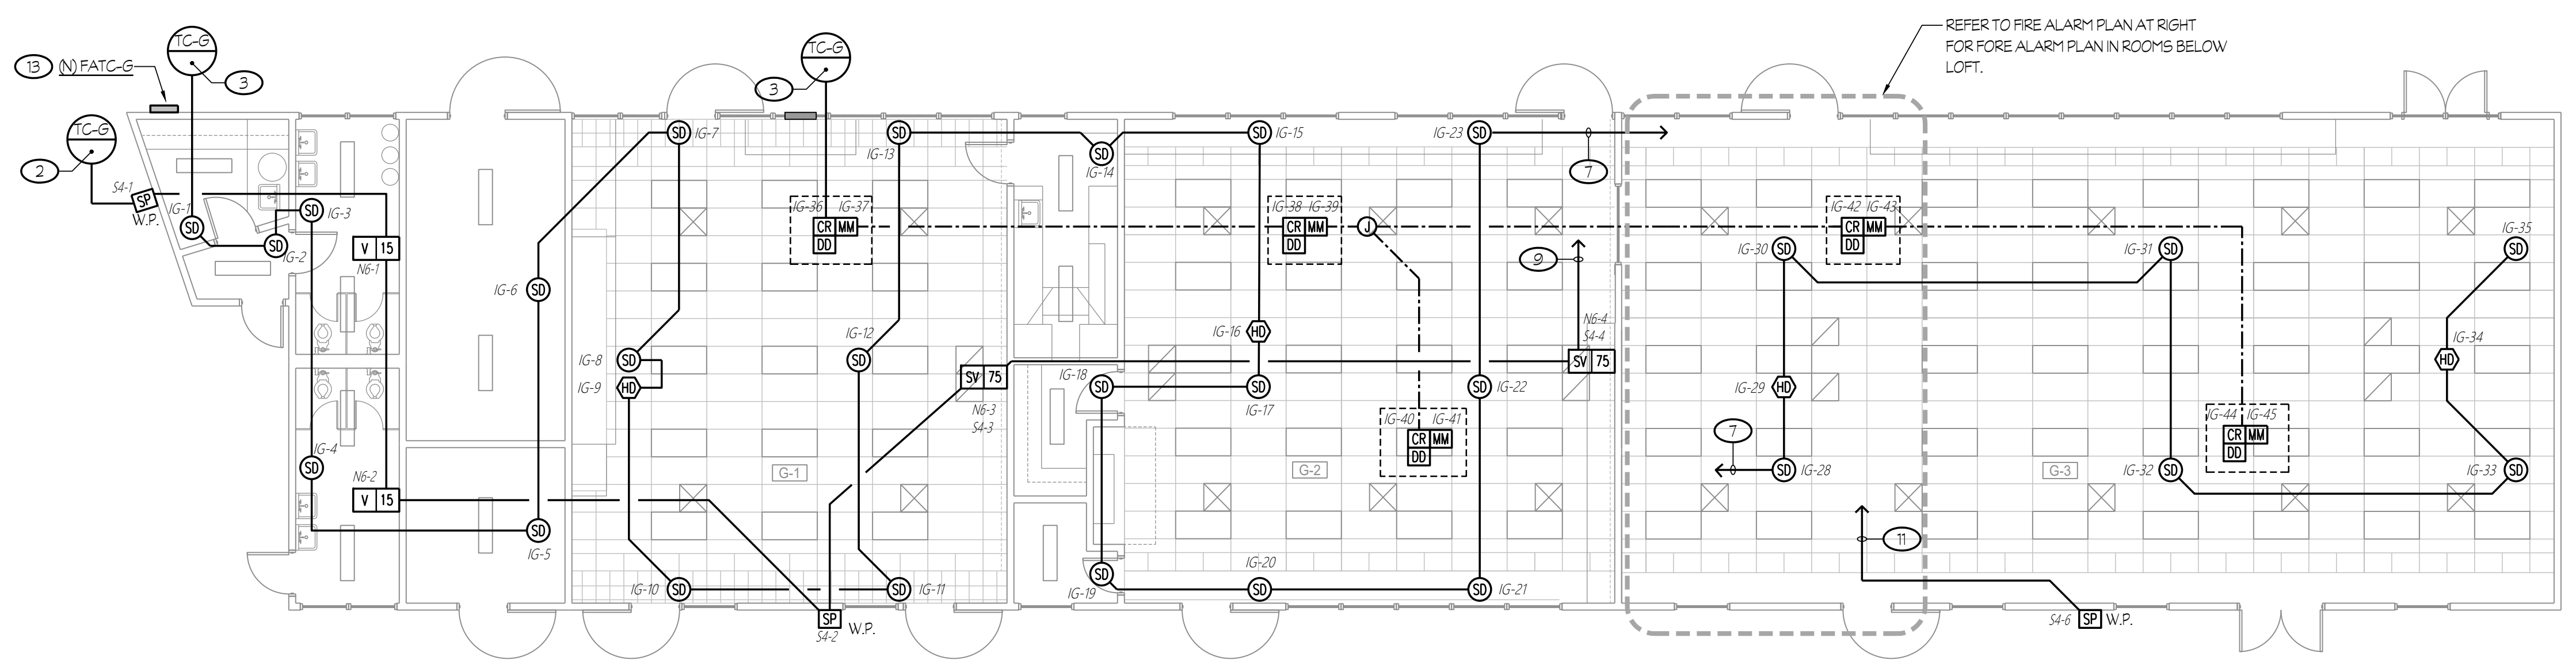 REFER TO FIRE ALARM PLAN AT RIGHT
FOR FORE ALARM PLAN IN ROOMS BELOW
LOFT.
TC-G
TC-G
13
(N) FATC-G
3
3
TC-G
2
S4-1
SP
W.P.
IG-1
SD
SD
IG-2
SD
IG-3
V 15
N6-1
IG-4
SD
N6-2
V 15
SD
IG-5
IG-6
SD
SD
IG-7
IG-8
SD
IG-9
HD
IG-10
SD
SD
IG-11
IG-12
SD
SD
IG-13
IG-36 IG-37
CR MM
DD
G-1
SV 75
N6-3
S4-3
SP
S4-2
W.P.
SD
IG-14
SD
IG-15
IG-16
HD
SD
IG-17
IG-18
SD
SD
IG-19
IG-20
SD
SD
IG-21
SD
IG-22
IG-23
SD
7
IG-38 IG-39
CR MM
DD
J
9
N6-4
S4-4
SV 75
IG-40 IG-41
CR MM
DD
G-2
IG-42 IG-43
CR MM
DD
IG-30
SD
IG-29
HD
7
SD
IG-28
11
G-3
IG-31
SD
IG-32
SD
IG-44 IG-45
CR MM
DD
IG-35
SD
IG-34
HD
IG-33
SD
S4-6
SP
W.P.